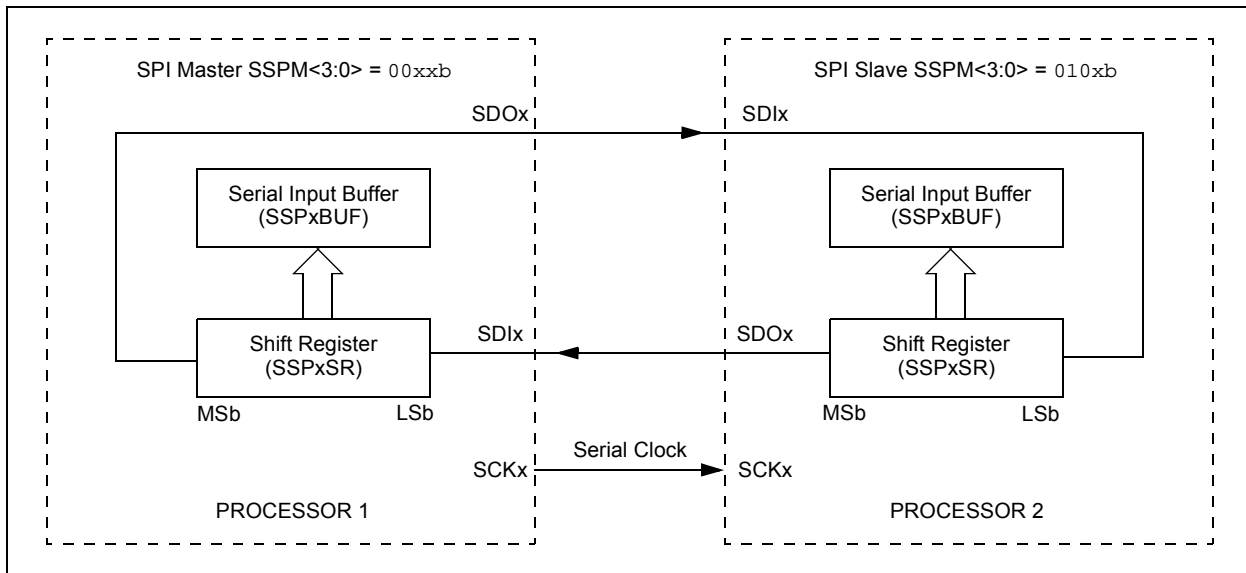 SPI Master SSPM<3:0> = 00xxb
SPI Slave SSPM<3:0> = 010xb
SDOx
SDIx
Serial Input Buffer
(SSPxBUF)
Serial Input Buffer
(SSPxBUF)
Shift Register
(SSPxSR)
SDIx
SDOx
Shift Register
(SSPxSR)
MSb
LSb
MSb
LSb
Serial Clock
SCKx
SCKx
PROCESSOR 1
PROCESSOR 2